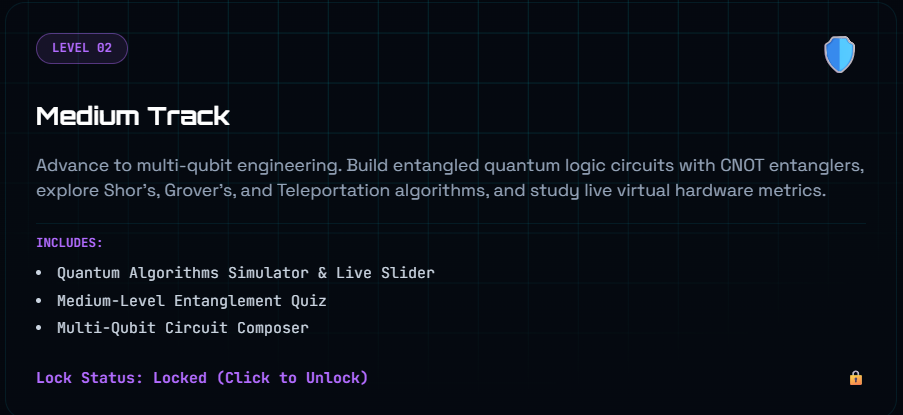 LEVEL 02
Medium Track
Advance to multi-qubit engineering. Build entangled quantum logic circuits with CNOT entanglers,
explore Shor's, Grover's, and Teleportation algorithms, and study live virtual hardware metrics.
INCLUDES:
• Quantum Algorithms Simulator & Live Slider
• Medium-Level Entanglement Quiz
• Multi-Qubit Circuit Composer
Lock Status: Locked (Click to Unlock)